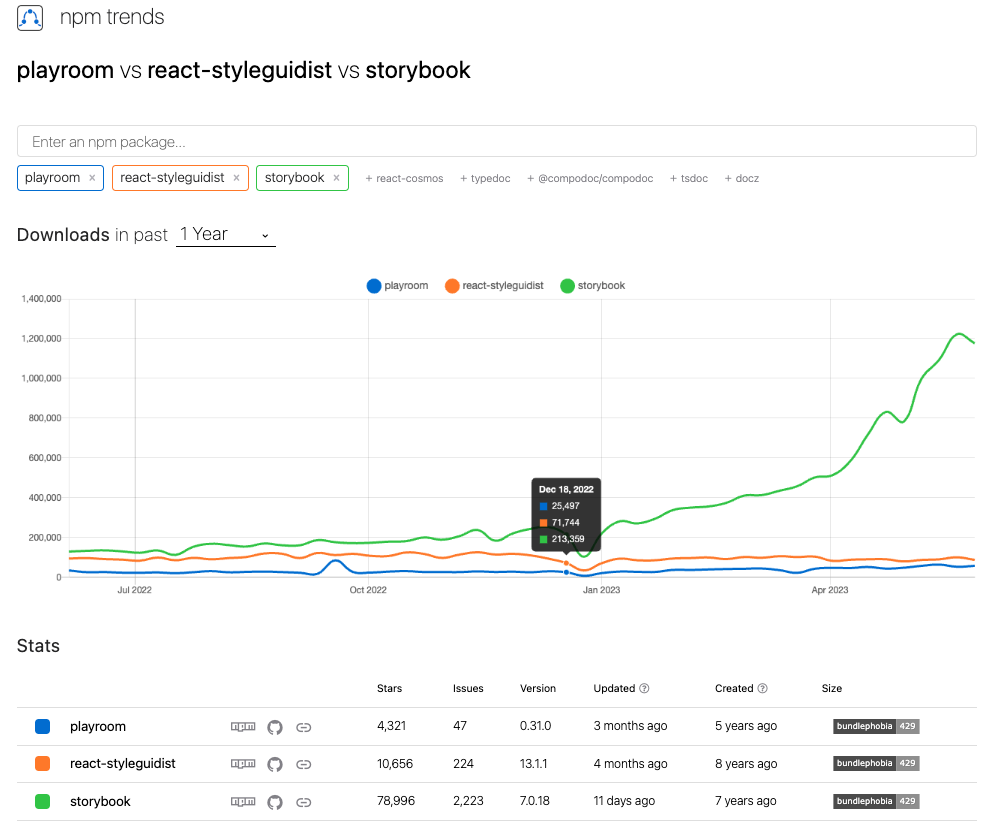 npm trends
playroom vs react-styleguidist vs storybook
Enter an npm package...
playroom × react-styleguidist × storybook × + react-cosmos + typedoc + @compodoc/compodoc + tsdoc + docz
Downloads in past 1 Year
playroom react-styleguidist storybook
1,400,000
1,200,000
1,000,000
800,000
600,000
400,000
200,000
0
Dec 18, 2022
25,497
71,744
213,359
Jul 2022 Oct 2022 Jan 2023 Apr 2023
Stats
Stars Issues Version Updated ? Created ? Size
playroom npm 4,321 47 0.31.0 3 months ago 5 years ago bundlephobia 429
react-styleguidist npm 10,656 224 13.1.1 4 months ago 8 years ago bundlephobia 429
storybook npm 78,996 2,223 7.0.18 11 days ago 7 years ago bundlephobia 429